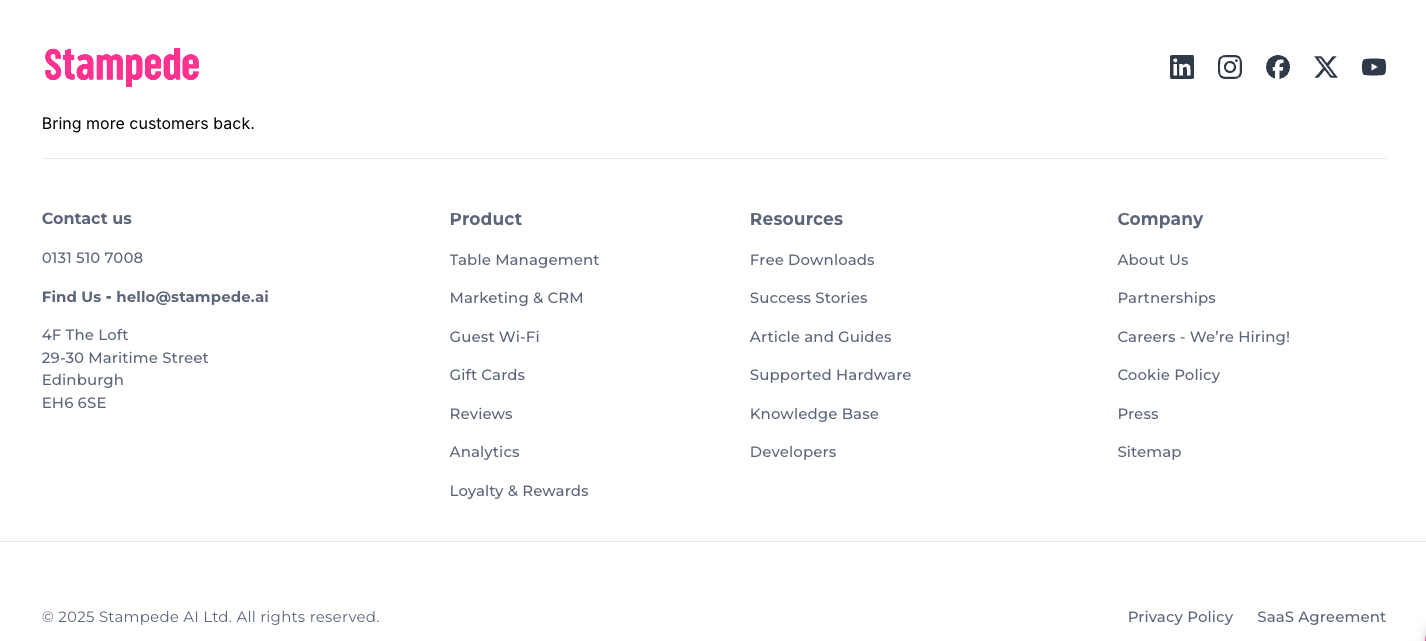 Stampede
Bring more customers back.
Contact us
0131 510 7008
Find Us - hello@stampede.ai
4F The Loft
29-30 Maritime Street
Edinburgh
EH6 6SE
Product
Table Management
Marketing & CRM
Guest Wi-Fi
Gift Cards
Reviews
Analytics
Loyalty & Rewards
Resources
Free Downloads
Success Stories
Article and Guides
Supported Hardware
Knowledge Base
Developers
Company
About Us
Partnerships
Careers - We’re Hiring!
Cookie Policy
Press
Sitemap
© 2025 Stampede AI Ltd. All rights reserved.
Privacy Policy
SaaS Agreement